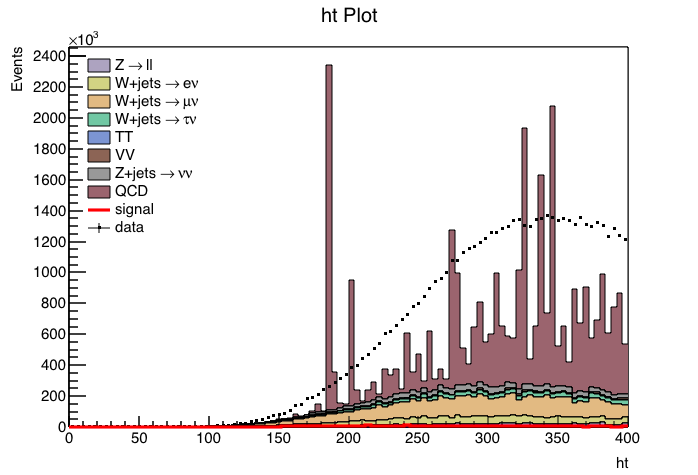 ht Plot
×10³
Events
2400
2200
2000
1800
1600
1400
1200
1000
800
600
400
200
0
Z → ll
W+jets → eν
W+jets → μν
W+jets → τν
TT
VV
Z+jets → νν
QCD
signal
data
0 50 100 150 200 250 300 350 400
ht